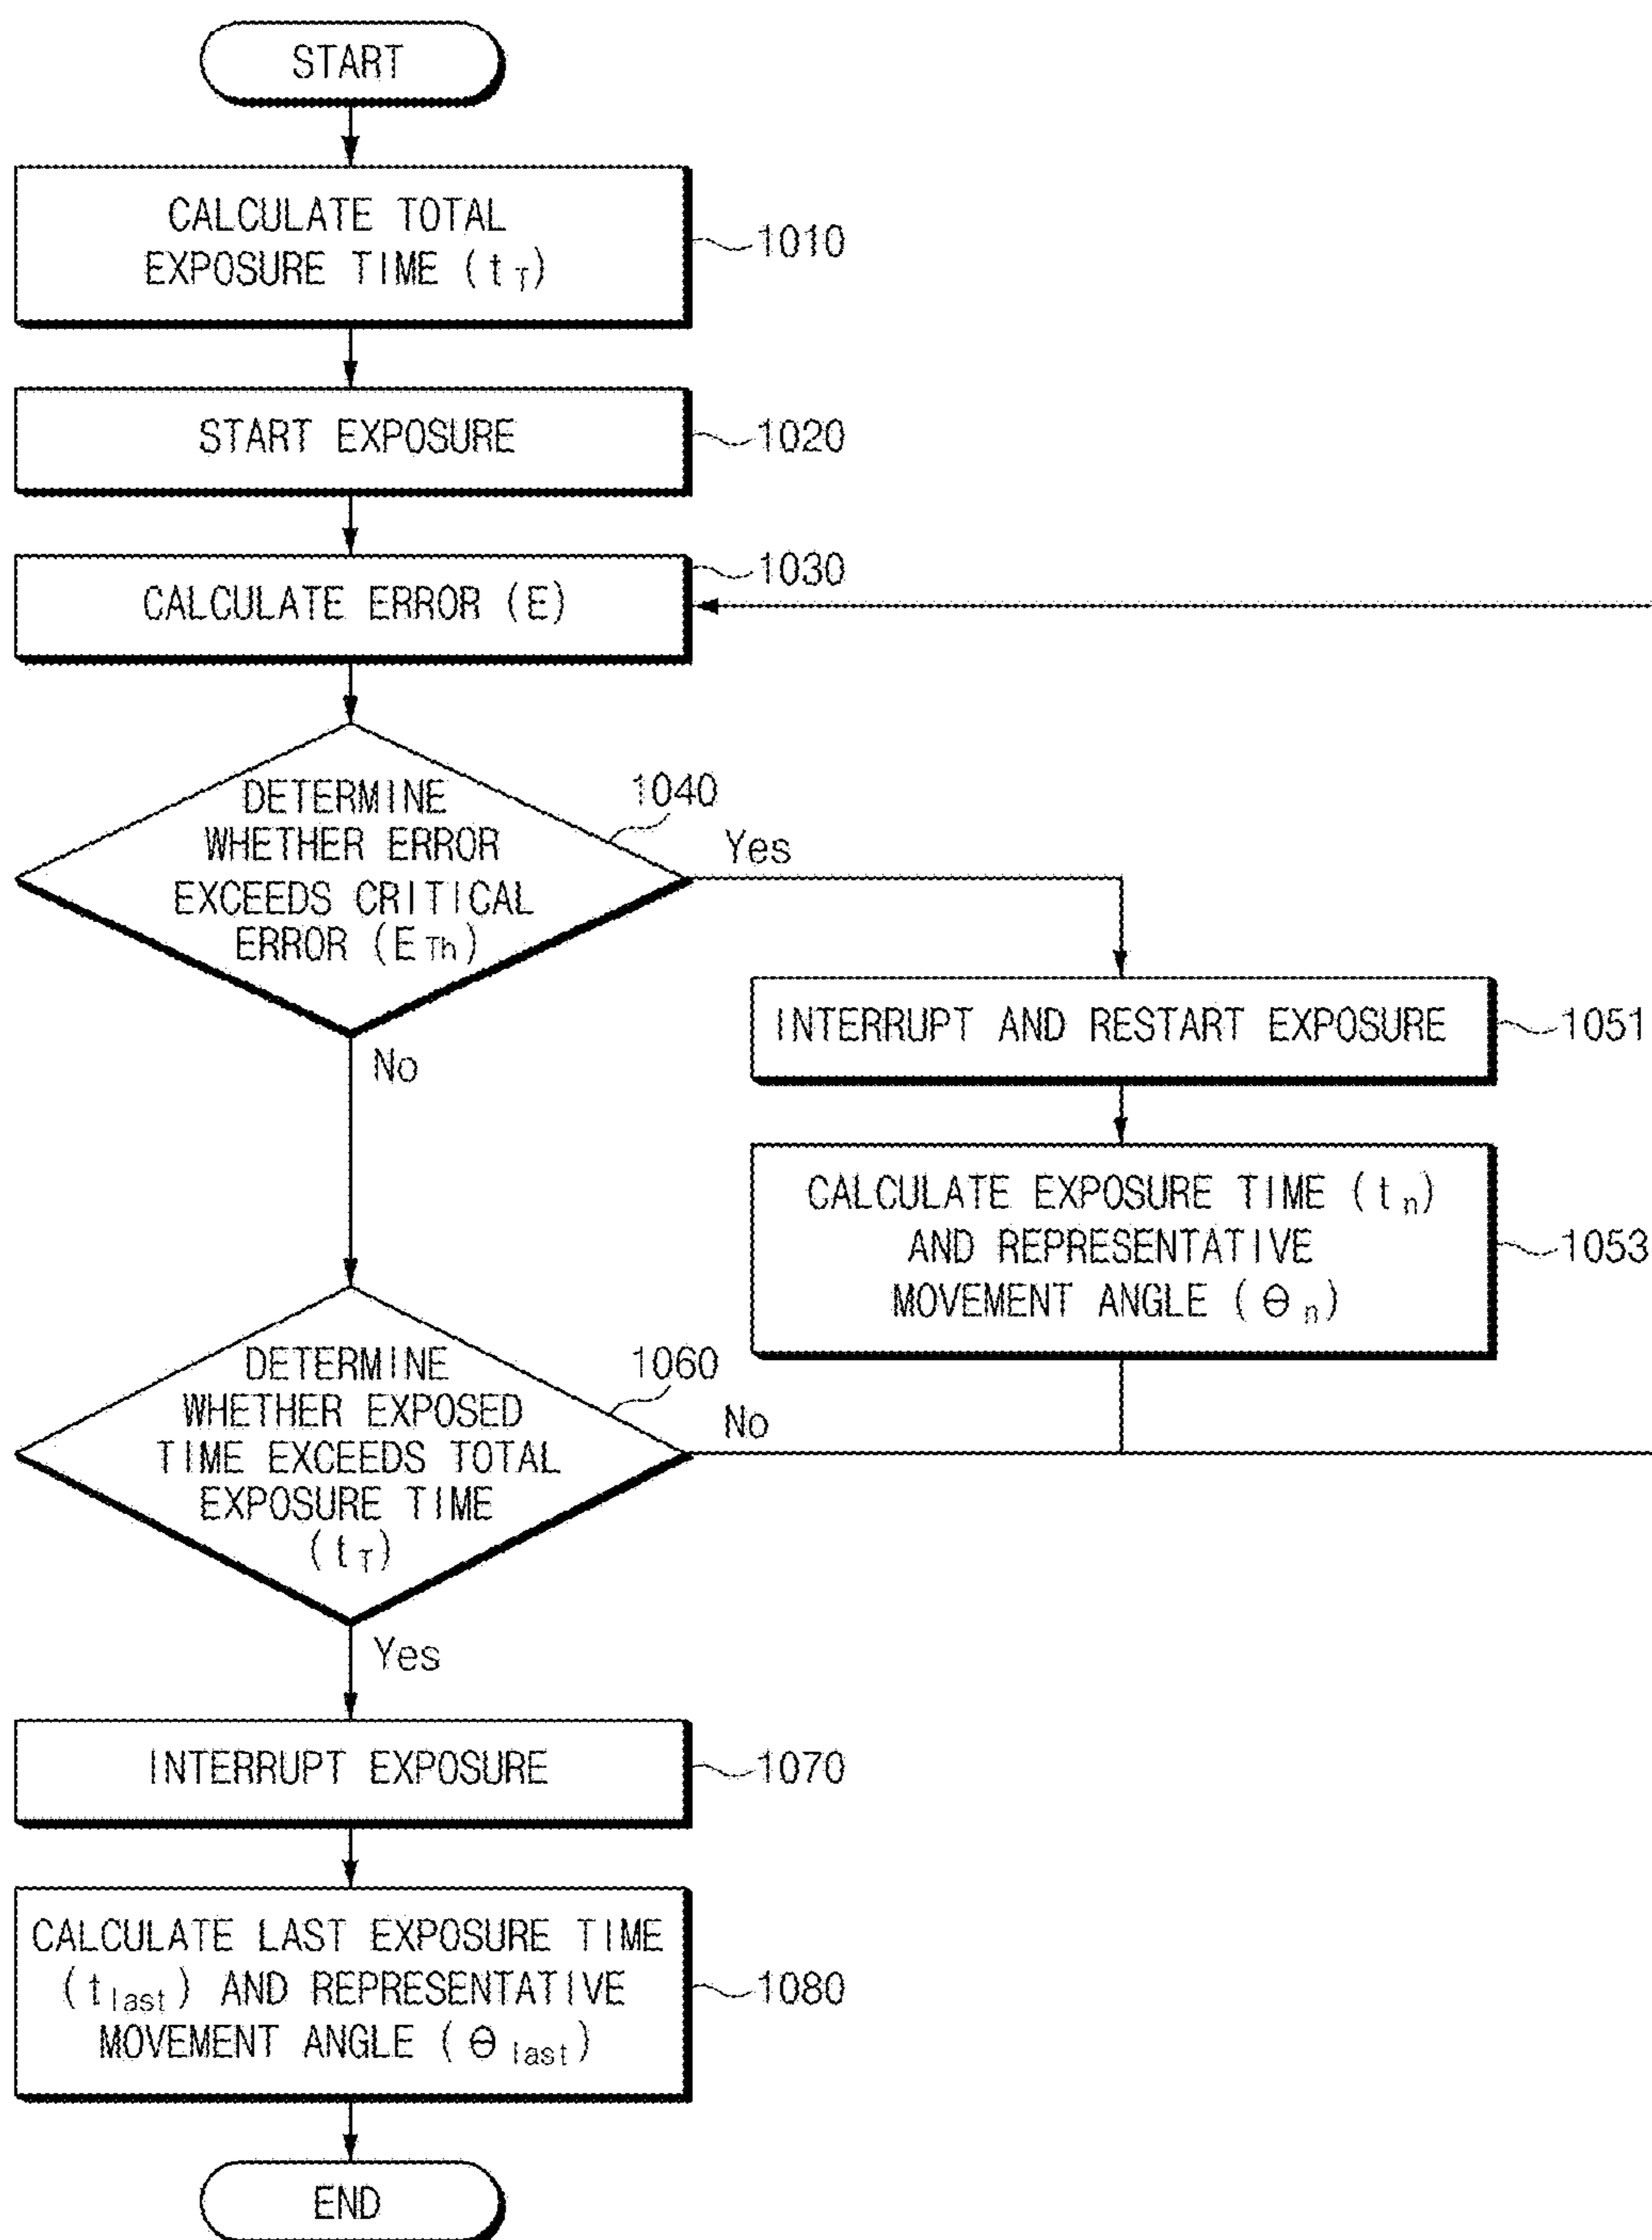 START
CALCULATE TOTAL
EXPOSURE TIME (tT)
1010
START EXPOSURE
1020
CALCULATE ERROR (E)
1030
DETERMINE
WHETHER ERROR
EXCEEDS CRITICAL
ERROR (ETh)
1040
Yes
No
INTERRUPT AND RESTART EXPOSURE
1051
CALCULATE EXPOSURE TIME (tn)
AND REPRESENTATIVE
MOVEMENT ANGLE (θn)
1053
DETERMINE
WHETHER EXPOSED
TIME EXCEEDS TOTAL
EXPOSURE TIME
(tT)
1060
No
Yes
INTERRUPT EXPOSURE
1070
CALCULATE LAST EXPOSURE TIME
(tlast) AND REPRESENTATIVE
MOVEMENT ANGLE (θlast)
1080
END